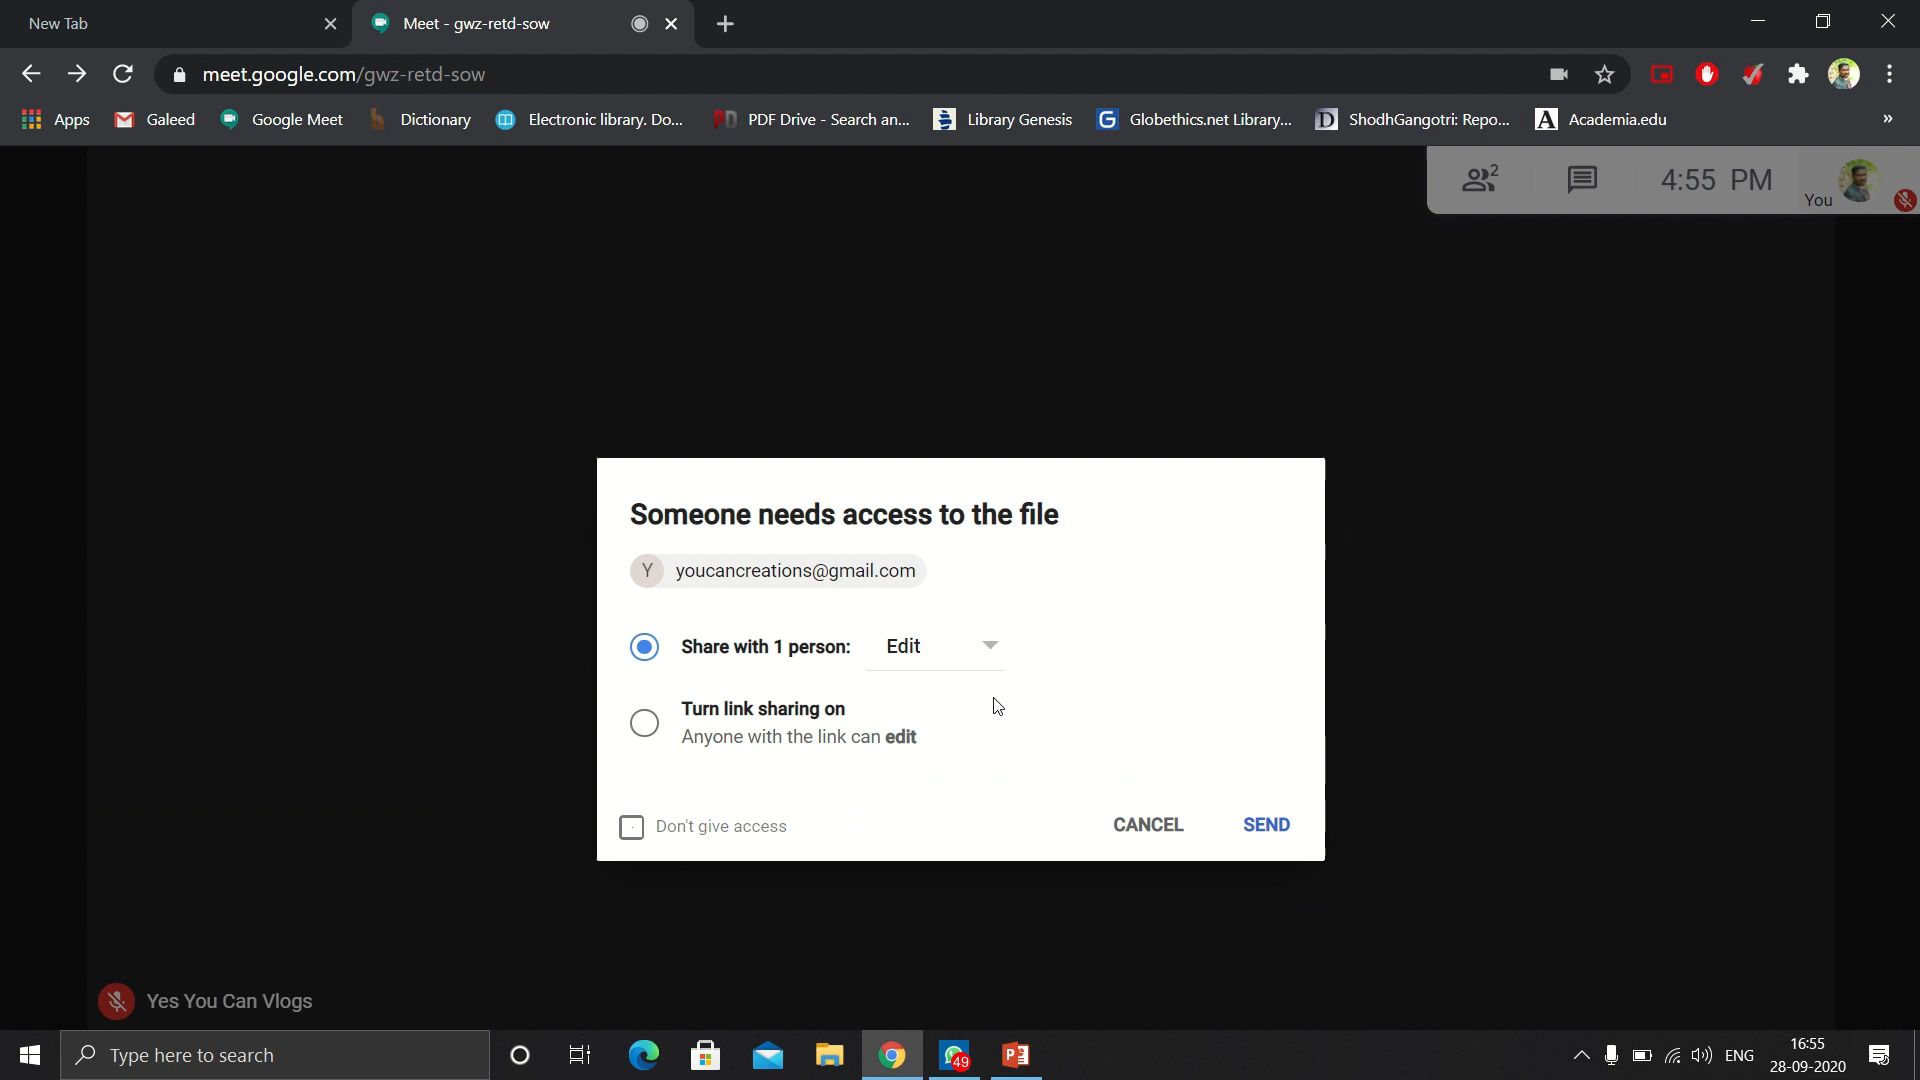 New Tab
Meet - gwz-retd-sow
meet.google.com/gwz-retd-sow
Apps
Galeed
Google Meet
Dictionary
Electronic library. Do...
PDF Drive - Search an...
Library Genesis
Globethics.net Library...
ShodhGangotri: Repo...
Academia.edu
2
4:55 PM
You
Someone needs access to the file
Y youcancreations@gmail.com
Share with 1 person: Edit
Turn link sharing on
Anyone with the link can edit
Don't give access
CANCEL
SEND
Yes You Can Vlogs
Type here to search
49
ENG
16:55
28-09-2020